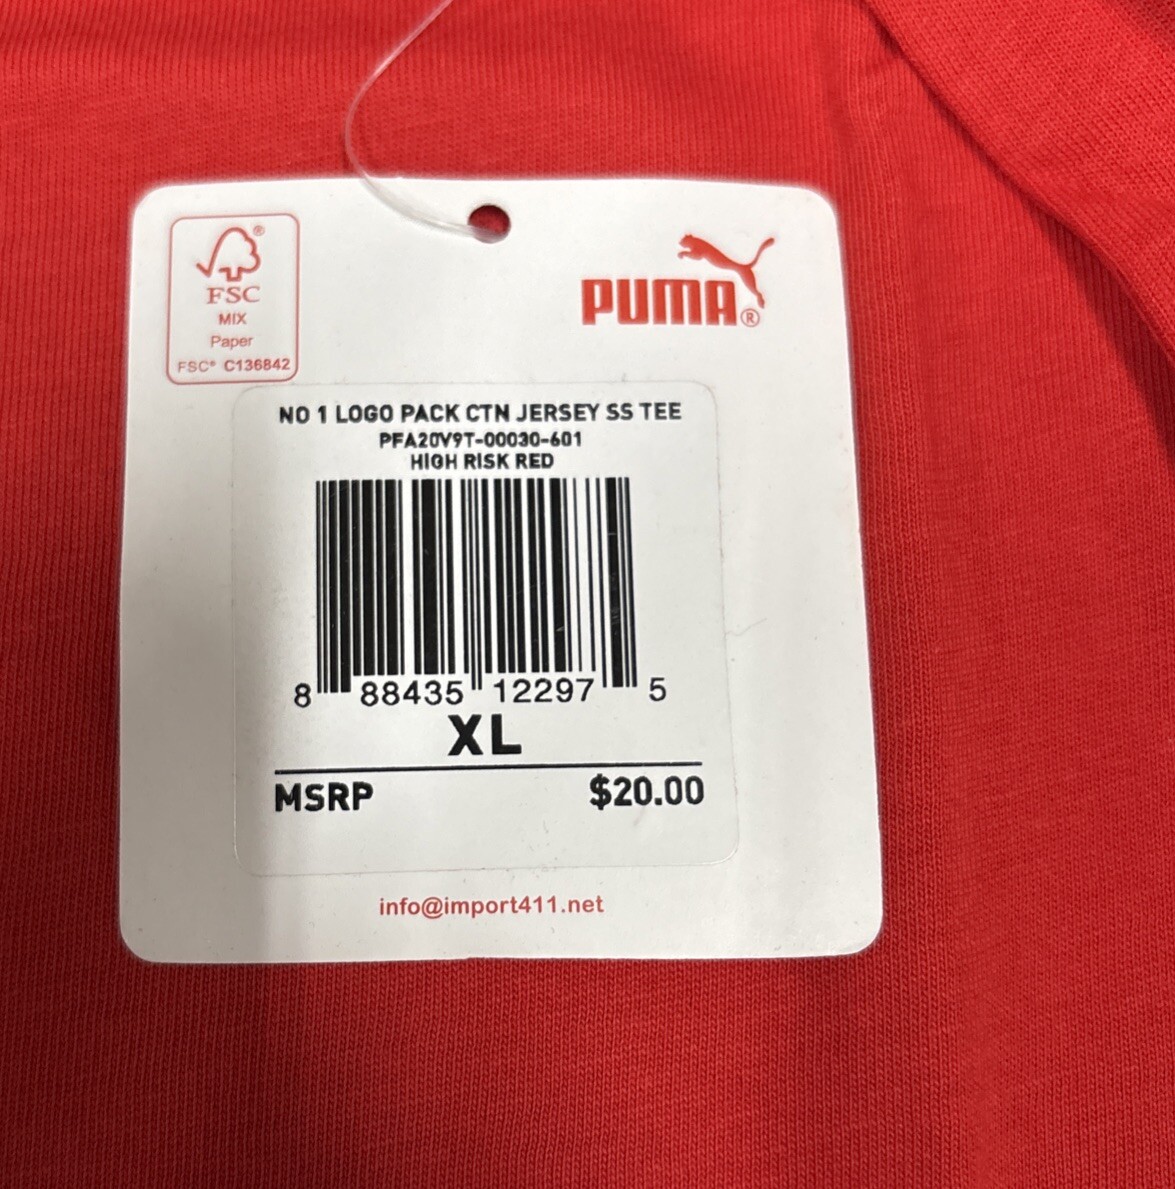 FSC®
MIX
Paper
FSC® C136842
PUMA®
NO 1 LOGO PACK CTN JERSEY SS TEE
PFA20Y9T-00030-601
HIGH RISK RED
8 88435 12297 5
XL
MSRP $20.00
info@import411.net